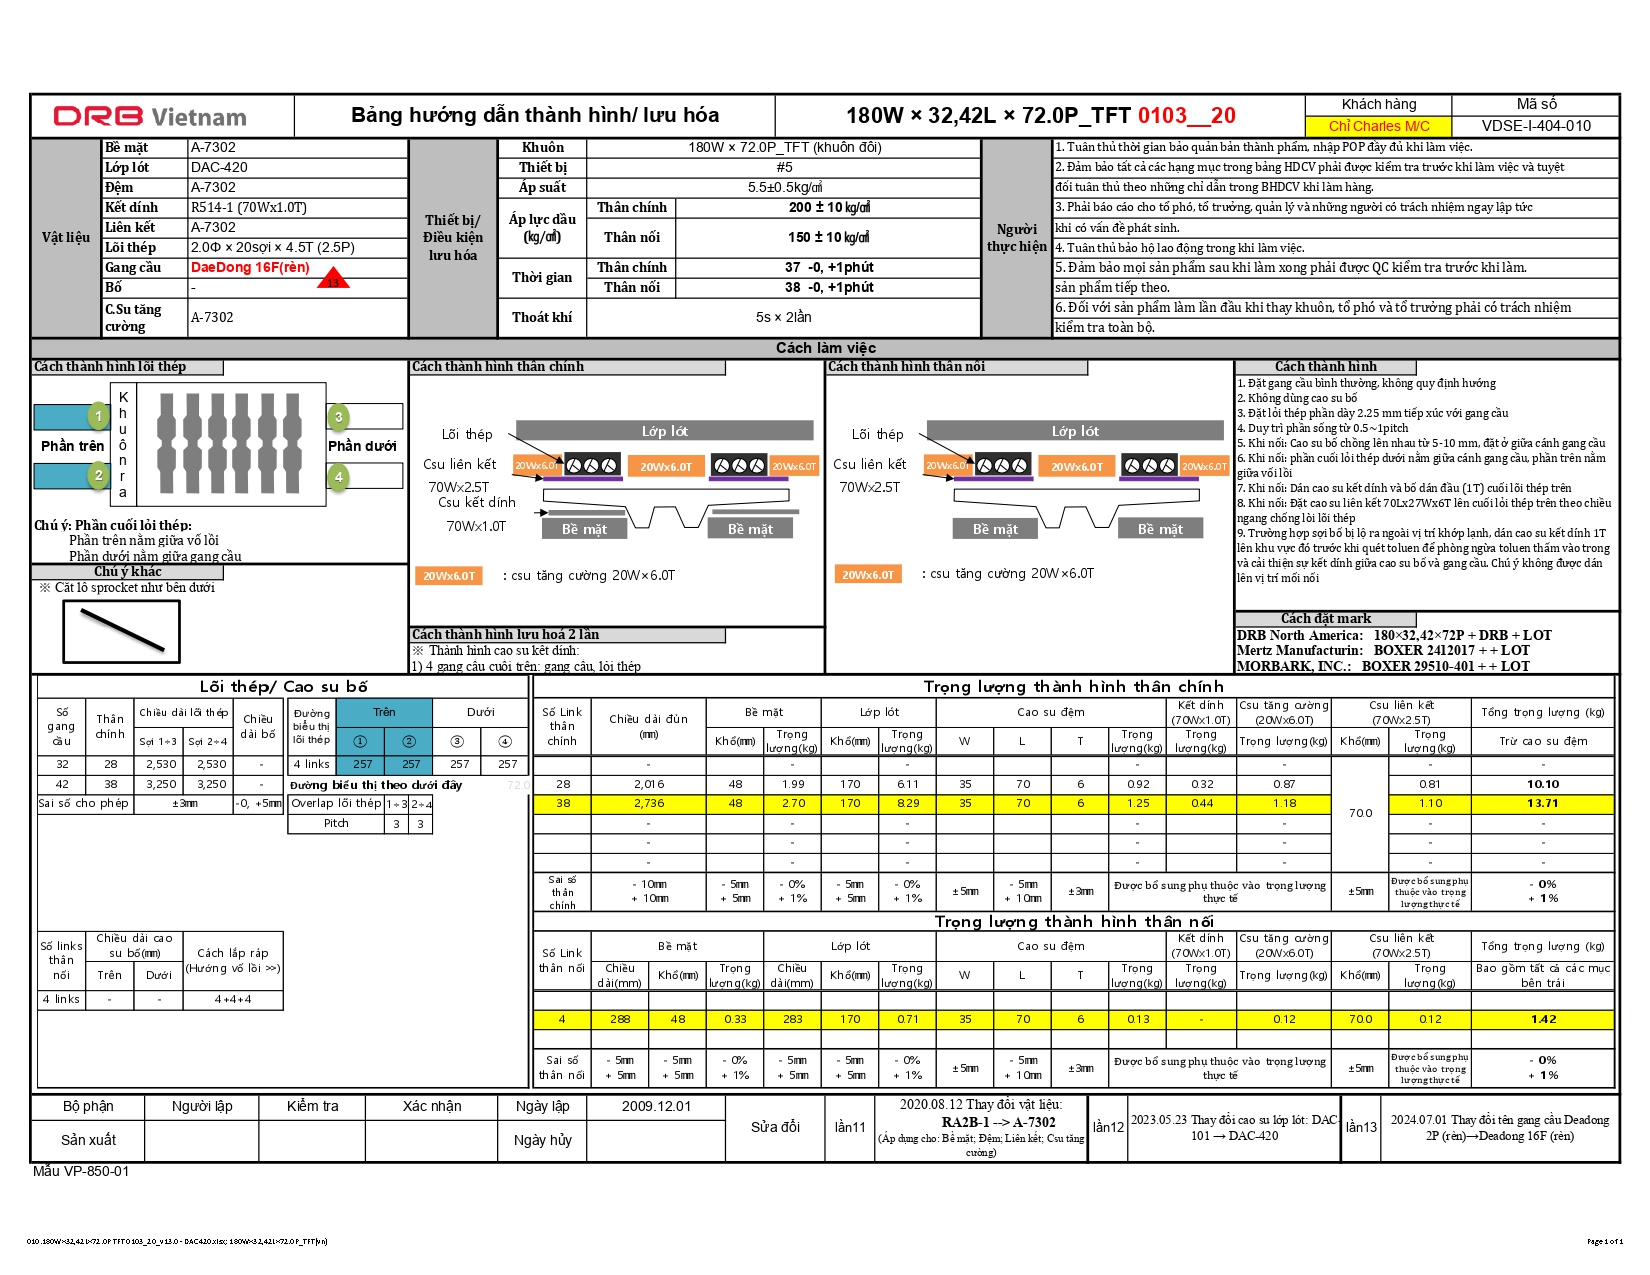 DRB Vietnam
Bảng hướng dẫn thành hình/ lưu hóa
180W × 32,42L × 72.0P_TFT 0103__20
Khách hàng
Mã số
Chỉ Charles M/C
VDSE-I-404-010
Vật liệu
Bề mặt A-7302
Lớp lót DAC-420
Đệm A-7302
Kết dính R514-1 (70Wx1.0T)
Liên kết A-7302
Lõi thép 2.0Φ × 20sợi × 4.5T (2.5P)
Gang cầu DaeDong 16F(rèn)
13
Bố -
C.Su tăng cường A-7302
Thiết bị/ Điều kiện lưu hóa
Khuôn 180W × 72.0P_TFT (khuôn đôi)
Thiết bị #5
Áp suất 5.5±0.5kg/㎠
Áp lực dầu (kg/㎠) Thân chính 200 ± 10 kg/㎠
Thân nối 150 ± 10 kg/㎠
Thời gian Thân chính 37 -0, +1phút
Thân nối 38 -0, +1phút
Thoát khí 5s × 2lần
Người thực hiện
1. Tuân thủ thời gian bảo quản bán thành phẩm, nhập POP đầy đủ khi làm việc.
2. Đảm bảo tất cả các hạng mục trong bảng HDCV phải được kiểm tra trước khi làm việc và tuyệt
đối tuân thủ theo những chỉ dẫn trong BHDCV khi làm hàng.
3. Phải báo cáo cho tổ phó, tổ trưởng, quản lý và những người có trách nhiệm ngay lập tức
khi có vấn đề phát sinh.
4. Tuân thủ bảo hộ lao động trong khi làm việc.
5. Đảm bảo mọi sản phẩm sau khi làm xong phải được QC kiểm tra trước khi làm.
sản phẩm tiếp theo.
6. Đối với sản phẩm làm lần đầu khi thay khuôn, tổ phó và tổ trưởng phải có trách nhiệm
kiểm tra toàn bộ.
Cách làm việc
Cách thành hình lõi thép
Khuôn ra
1
2
3
4
Phần trên
Phần dưới
Chú ý: Phần cuối lỏi thép:
Phần trên nằm giữa vố lồi
Phần dưới nằm giữa gang cầu
Chú ý khác
※ Cắt lô sprocket như bên dưới
Cách thành hình thân chính
Lõi thép
Lớp lót
Csu liên kết
20Wx6.0T
20Wx6.0T
20Wx6.0T
70W×2.5T
Csu kết dính
70W×1.0T
Bề mặt
Bề mặt
20Wx6.0T : csu tăng cường 20W×6.0T
Cách thành hình lưu hoá 2 lần
※ Thành hình cao su kết dính:
1) 4 gang cầu cuối trên: gang cầu, lỏi thép
Cách thành hình thân nối
Lõi thép
Lớp lót
Csu liên kết
20Wx6.0T
20Wx6.0T
20Wx6.0T
70W×2.5T
Bề mặt
Bề mặt
20Wx6.0T : csu tăng cường 20W×6.0T
Cách thành hình
1. Đặt gang cầu bình thường, không quy định hướng
2. Không dùng cao su bố
3. Đặt lỏi thép phần dày 2.25 mm tiếp xúc với gang cầu
4. Duy trì phần sống từ 0.5~1pitch
5. Khi nối: Cao su bố chồng lên nhau từ 5-10 mm, đặt ở giữa cánh gang cầu
6. Khi nối: phần cuối lỏi thép dưới nằm giữa cánh gang cầu, phần trên nằm
giữa vối lồi
7. Khi nối: Dán cao su kết dính và bố dán đầu (1T) cuối lõi thép trên
8. Khi nối: Đặt cao su liên kết 70Lx27Wx6T lên cuối lỏi thép trên theo chiều
ngang chống lòi lõi thép
9. Trường hợp sợi bố bị lộ ra ngoài vị trí khớp lạnh, dán cao su kết dính 1T
lên khu vực đó trước khi quét toluen để phòng ngừa toluen thấm vào trong
và cải thiện sự kết dính giữa cao su bố và gang cầu. Chú ý không được dán
lên vị trí mối nối
Cách đặt mark
DRB North America: 180×32,42×72P + DRB + LOT
Mertz Manufacturin: BOXER 2412017 + + LOT
MORBARK, INC.: BOXER 29510-401 + + LOT
Lõi thép/ Cao su bố
Số gang cầu | Thân chính | Chiều dài lõi thép | Chiều dài bố
Sợi 1÷3 | Sợi 2÷4
32 28 2,530 2,530 -
42 38 3,250 3,250 -
Sai số cho phép ±3mm -0, +5mm
Đường biểu thị lõi thép | Trên | Dưới
① ② ③ ④
4 links 257 257 257 257
Đường biểu thị theo dưới đây 72.0
Overlap lõi thép 1÷3 2÷4
Pitch 3 3
Số links thân nối | Chiều dài cao su bố(mm) | Cách lắp ráp (Hướng vố lồi >>)
Trên | Dưới
4 links - - 4+4+4
Trọng lượng thành hình thân chính
Số Link thân chính | Chiều dài đùn (mm) | Bề mặt | Lớp lót | Cao su đệm | Kết dính (70W×1.0T) | Csu tăng cường (20W×6.0T) | Csu liên kết (70W×2.5T) | Tổng trọng lượng (kg)
Khổ(mm) | Trọng lượng(kg) | Khổ(mm) | Trọng lượng(kg) | W | L | T | Trọng lượng(kg) | Trọng lượng(kg) | Trọng lượng(kg) | Khổ(mm) | Trọng lượng(kg) | Trừ cao su đệm
- - - - - -
28 2,016 48 1.99 170 6.11 35 70 6 0.92 0.32 0.87 0.81 10.10
38 2,736 48 2.70 170 8.29 35 70 6 1.25 0.44 1.18 70.0 1.10 13.71
- - - - -
- - - - -
- - - - -
Sai số thân chính | - 10mm + 10mm | - 5mm + 5mm | - 0% + 1% | - 5mm + 5mm | - 0% + 1% | ±5mm | - 5mm + 10mm | ±3mm | Được bổ sung phụ thuộc vào trọng lượng thực tế | ±5mm | Được bổ sung phụ thuộc vào trọng lượng thực tế | - 0% + 1%
Trọng lượng thành hình thân nối
Số Link thân nối | Bề mặt | Lớp lót | Cao su đệm | Kết dính (70W×1.0T) | Csu tăng cường (20W×6.0T) | Csu liên kết (70W×2.5T) | Tổng trọng lượng (kg)
Chiều dài(mm) | Khổ(mm) | Trọng lượng(kg) | Chiều dài(mm) | Khổ(mm) | Trọng lượng(kg) | W | L | T | Trọng lượng(kg) | Trọng lượng(kg) | Trọng lượng(kg) | Khổ(mm) | Trọng lượng(kg) | Bao gồm tất cả các mục bên trái
4 288 48 0.33 283 170 0.71 35 70 6 0.13 - 0.12 70.0 0.12 1.42
Sai số thân nối | - 5mm + 5mm | - 5mm + 5mm | - 0% + 1% | - 5mm + 5mm | - 5mm + 5mm | - 0% + 1% | ±5mm | - 5mm + 10mm | ±3mm | Được bổ sung phụ thuộc vào trọng lượng thực tế | ±5mm | Được bổ sung phụ thuộc vào trọng lượng thực tế | - 0% + 1%
Bộ phận | Người lập | Kiểm tra | Xác nhận | Ngày lập | 2009.12.01
Sản xuất | Ngày hủy
Sửa đổi
lần11
2020.08.12 Thay đổi vật liệu:
RA2B-1 --> A-7302
(Áp dụng cho: Bề mặt; Đệm; Liên kết; Csu tăng cường)
lần12
2023.05.23 Thay đổi cao su lớp lót: DAC-
101 → DAC-420
lần13
2024.07.01 Thay đổi tên gang cầu Deadong
2P (rèn)→Deadong 16F (rèn)
Mẫu VP-850-01
010.180W×32,42L×72.0P TFT 0103_20_v13.0 - DAC420.xlsx; 180W×32,42L×72.0P_TFT(vn)
Page 1 of 1